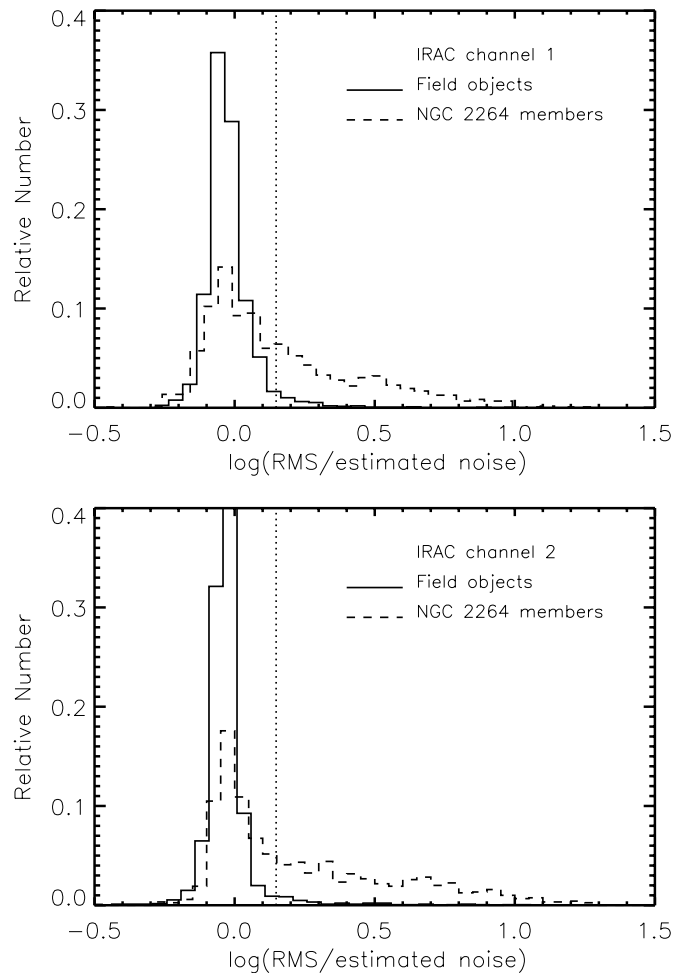 0.4
IRAC channel 1
Field objects
NGC 2264 members
0.3
0.2
0.1
0.0
Relative Number
−0.5 0.0 0.5 1.0 1.5
log(RMS/estimated noise)
0.4
IRAC channel 2
Field objects
NGC 2264 members
0.3
0.2
0.1
0.0
Relative Number
−0.5 0.0 0.5 1.0 1.5
log(RMS/estimated noise)